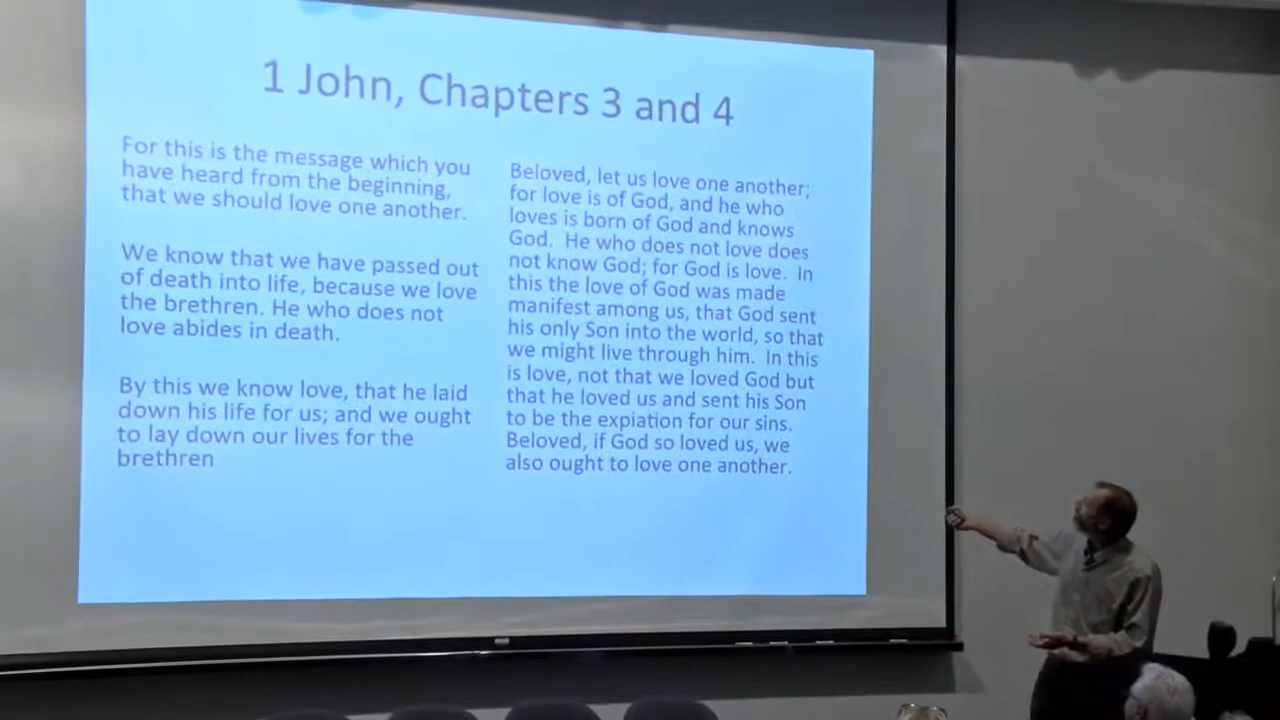 1 John, Chapters 3 and 4
For this is the message which you
have heard from the beginning,
that we should love one another.
We know that we have passed out
of death into life, because we love
the brethren. He who does not
love abides in death.
By this we know love, that he laid
down his life for us; and we ought
to lay down our lives for the
brethren
Beloved, let us love one another;
for love is of God, and he who
loves is born of God and knows
God. He who does not love does
not know God; for God is love. In
this the love of God was made
manifest among us, that God sent
his only Son into the world, so that
we might live through him. In this
is love, not that we loved God but
that he loved us and sent his Son
to be the expiation for our sins.
Beloved, if God so loved us, we
also ought to love one another.